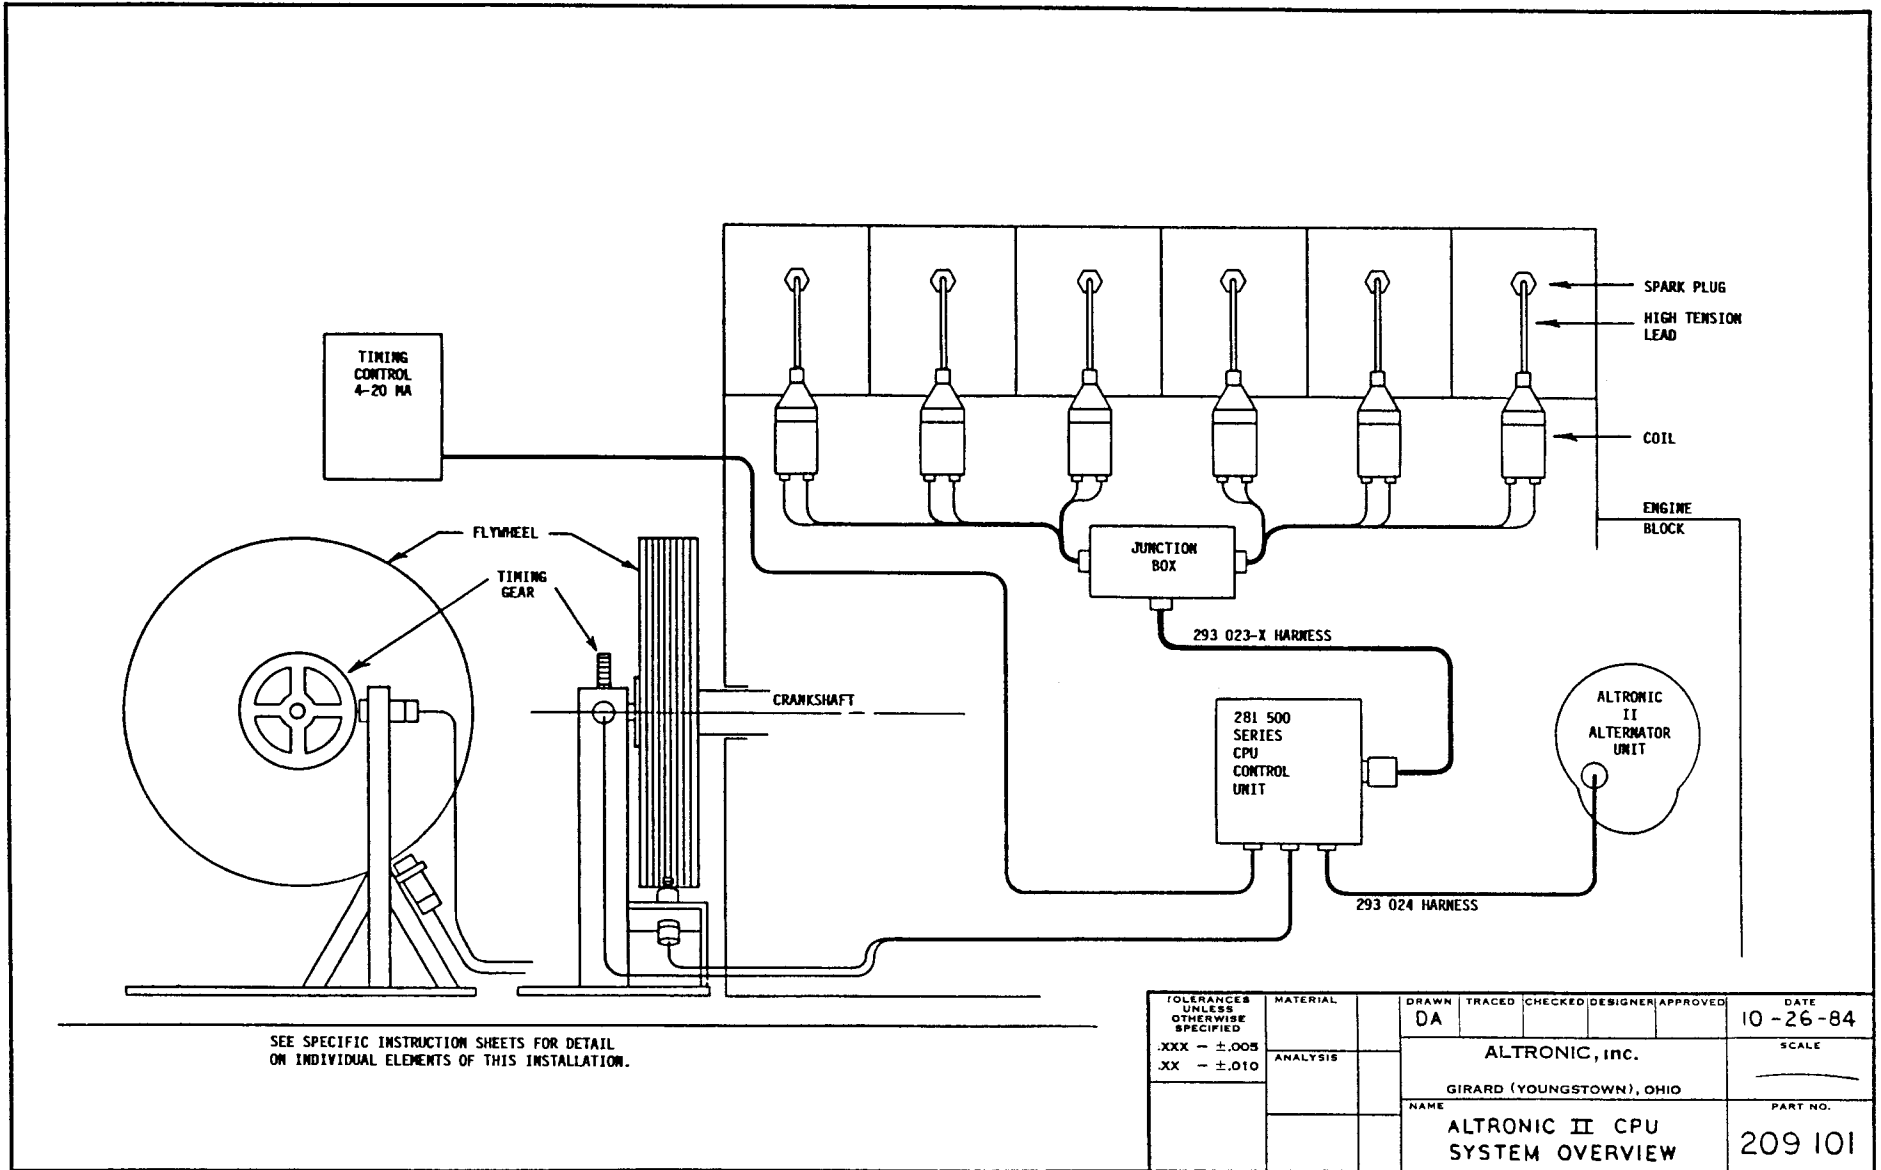 SPARK PLUG
HIGH TENSION
LEAD
TIMING
CONTROL
4-20 MA
COIL
ENGINE
BLOCK
FLYWHEEL
JUNCTION
BOX
TIMING
GEAR
293 023-X HARNESS
CRANKSHAFT
281 500
SERIES
CPU
CONTROL
UNIT
ALTRONIC
II
ALTERNATOR
UNIT
293 024 HARNESS
SEE SPECIFIC INSTRUCTION SHEETS FOR DETAIL
ON INDIVIDUAL ELEMENTS OF THIS INSTALLATION.
TOLERANCES
UNLESS
OTHERWISE
SPECIFIED
.XXX - ±.005
.XX - ±.010
MATERIAL
ANALYSIS
DRAWN TRACED CHECKED DESIGNER APPROVED
DA
DATE
10-26-84
ALTRONIC, inc.
GIRARD (YOUNGSTOWN), OHIO
SCALE
NAME
ALTRONIC II CPU
SYSTEM OVERVIEW
PART NO.
209 101